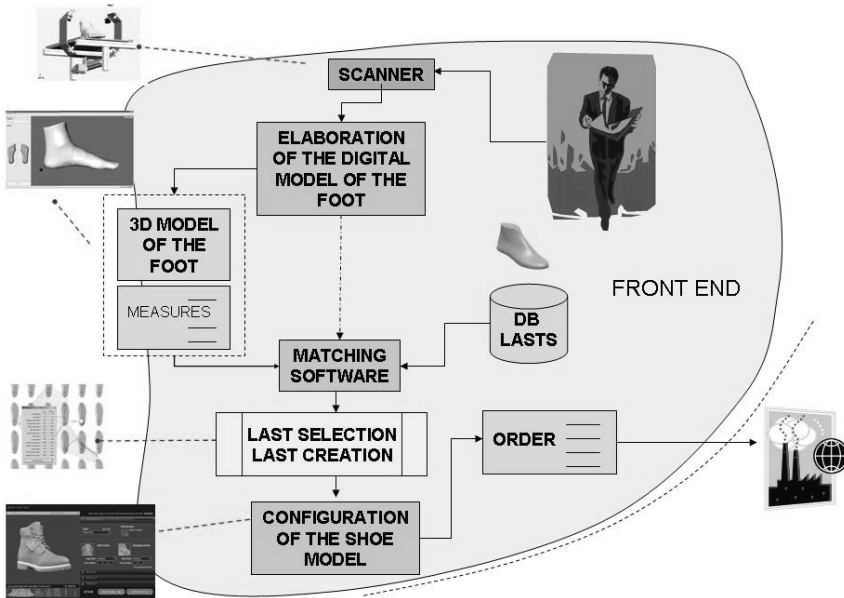 SCANNER
ELABORATION
OF THE DIGITAL
MODEL OF THE
FOOT
3D MODEL
OF THE
FOOT
MEASURES
FRONT END
DB
LASTS
MATCHING
SOFTWARE
LAST SELECTION
LAST CREATION
ORDER
CONFIGURATION
OF THE SHOE
MODEL